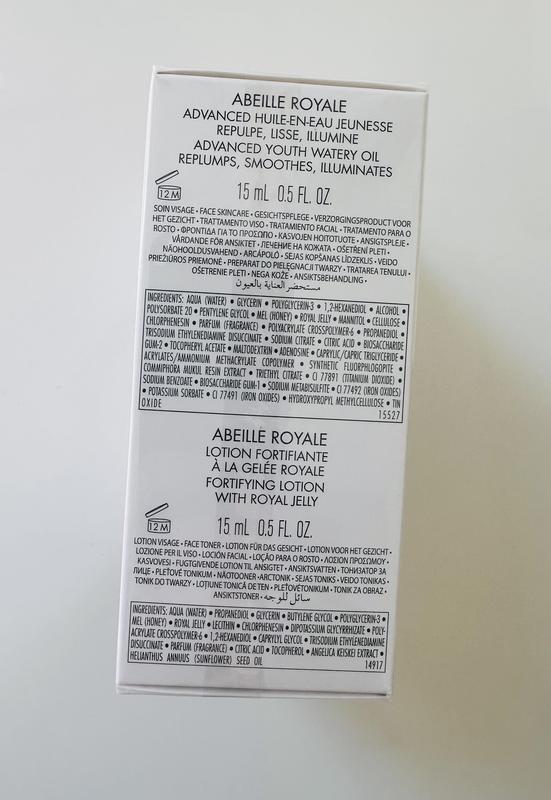 ABEILLE ROYALE
ADVANCED HUILE-EN-EAU JEUNESSE
REPULPE, LISSE, ILLUMINE
ADVANCED YOUTH WATERY OIL
REPLUMPS, SMOOTHES, ILLUMINATES
12M
15 mL 0.5 FL. OZ.
SOIN VISAGE • FACE SKINCARE • GESICHTSPFLEGE • VERZORGINGSPRODUCT VOOR
HET GEZICHT • TRATTAMENTO VISO • TRATAMIENTO FACIAL • TRATAMENTO PARA O
ROSTO • ΦΡΟΝΤΙΔΑ ΓΙΑ ΤΟ ΠΡΟΣΩΠΟ • KASVOJEN HOITOTUOTE • ANSIGTSPLEJE •
VÅRDANDE FÖR ANSIKTET • ЛЕЧЕНИЕ НА КОЖАТА • OŠETŘENÍ PLETI •
NÄOHOOLDUSVAHEND • ARCÁPOLÓ • SEJAS KOPŠANAS LĪDZEKLIS • VEIDO
PRIEŽIŪROS PRIEMONĖ • PREPARAT DO PIELĘGNACJI TWARZY • TRATAREA TENULUI •
OŠETRENIE PLETI • NEGA KOŽE • ANSIKTSBEHANDLING •
مستحضر العناية بالعيون
INGREDIENTS: AQUA (WATER) • GLYCERIN • POLYGLYCERIN-3 • 1,2-HEXANEDIOL • ALCOHOL •
POLYSORBATE 20 • PENTYLENE GLYCOL • MEL (HONEY) • ROYAL JELLY • MANNITOL • CELLULOSE •
CHLORPHENESIN • PARFUM (FRAGRANCE) • POLYACRYLATE CROSSPOLYMER-6 • PROPANEDIOL •
TRISODIUM ETHYLENEDIAMINE DISUCCINATE • SODIUM CITRATE • CITRIC ACID • BIOSACCHARIDE
GUM-2 • TOCOPHERYL ACETATE • MALTODEXTRIN • ADENOSINE • CAPRYLIC/CAPRIC TRIGLYCERIDE •
ACRYLATES/AMMONIUM METHACRYLATE COPOLYMER • SYNTHETIC FLUORPHLOGOPITE •
COMMIPHORA MUKUL RESIN EXTRACT • TRIETHYL CITRATE • CI 77891 (TITANIUM DIOXIDE) •
SODIUM BENZOATE • BIOSACCHARIDE GUM-1 • SODIUM METABISULFITE • CI 77492 (IRON OXIDES)
• POTASSIUM SORBATE • CI 77491 (IRON OXIDES) • HYDROXYPROPYL METHYLCELLULOSE • TIN
OXIDE 15527
ABEILLE ROYALE
LOTION FORTIFIANTE
À LA GELÉE ROYALE
FORTIFYING LOTION
WITH ROYAL JELLY
12M
15 mL 0.5 FL. OZ.
LOTION VISAGE • FACE TONER • LOTION FÜR DAS GESICHT • LOTION VOOR HET GEZICHT •
LOZIONE PER IL VISO • LOCIÓN FACIAL • LOÇÃO PARA O ROSTO • ΛΟΣΙΟΝ ΠΡΟΣΩΠΟΥ •
KASVOVESI • FUGTGIVENDE LOTION TIL ANSIGTET • ANSIKTSVATTEN • ТОНИЗАТОР ЗА
ЛИЦЕ • PLEŤOVÉ TONIKUM • NÄOTOONER • ARCTONIK • SEJAS TONIKS • VEIDO TONIKAS •
TONIK DO TWARZY • LOȚIUNE TONICĂ DE TEN • PLEŤOVÉTONIKUM • TONIK ZA OBRAZ •
ANSIKTSTONER • سائل للوجه
INGREDIENTS: AQUA (WATER) • PROPANEDIOL • GLYCERIN • BUTYLENE GLYCOL • POLYGLYCERIN-3 •
MEL (HONEY) • ROYAL JELLY • LECITHIN • CHLORPHENESIN • DIPOTASSIUM GLYCYRRHIZATE • POLY-
ACRYLATE CROSSPOLYMER-6 • 1,2-HEXANEDIOL • CAPRYLYL GLYCOL • TRISODIUM ETHYLENEDIAMINE
DISUCCINATE • PARFUM (FRAGRANCE) • CITRIC ACID • TOCOPHEROL • ANGELICA KEISKEI EXTRACT •
HELIANTHUS ANNUUS (SUNFLOWER) SEED OIL 14917